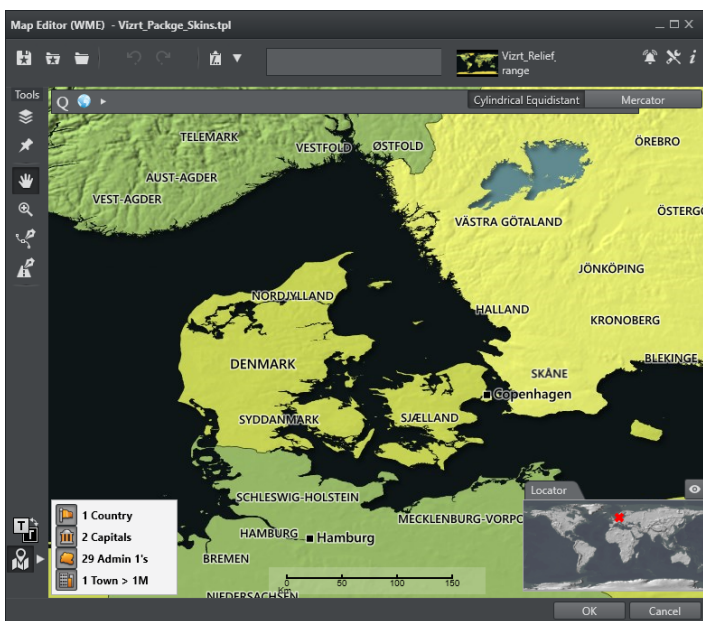 Map Editor (WME) - Vizrt_Packge_Skins.tpl
Vizrt_Relief,
range
Tools
Cylindrical Equidistant
Mercator
TELEMARK
VESTFOLD
ØSTFOLD
ÖREBRO
AUST-AGDER
VEST-AGDER
VÄSTRA GÖTALAND
ÖSTERGÖ
JÖNKÖPING
NORDJYLLAND
HALLAND
KRONOBERG
DENMARK
BLEKINGE
SKÅNE
Copenhagen
SYDDANMARK
SJÆLLAND
Locator
SCHLESWIG-HOLSTEIN
MECKLENBURG-VORPO
HAMBURG
Hamburg
BREMEN
NIEDERSACHSEN
1 Country
2 Capitals
29 Admin 1's
1 Town > 1M
0 50 100 150
Km
OK
Cancel